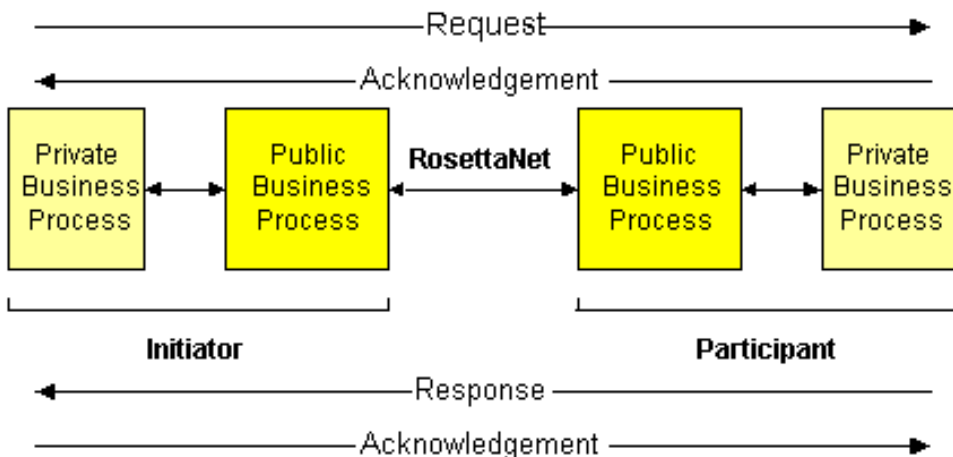 Request
Acknowledgement
Private
Business
Process
Public
Business
Process
RosettaNet
Public
Business
Process
Private
Business
Process
Initiator
Participant
Response
Acknowledgement